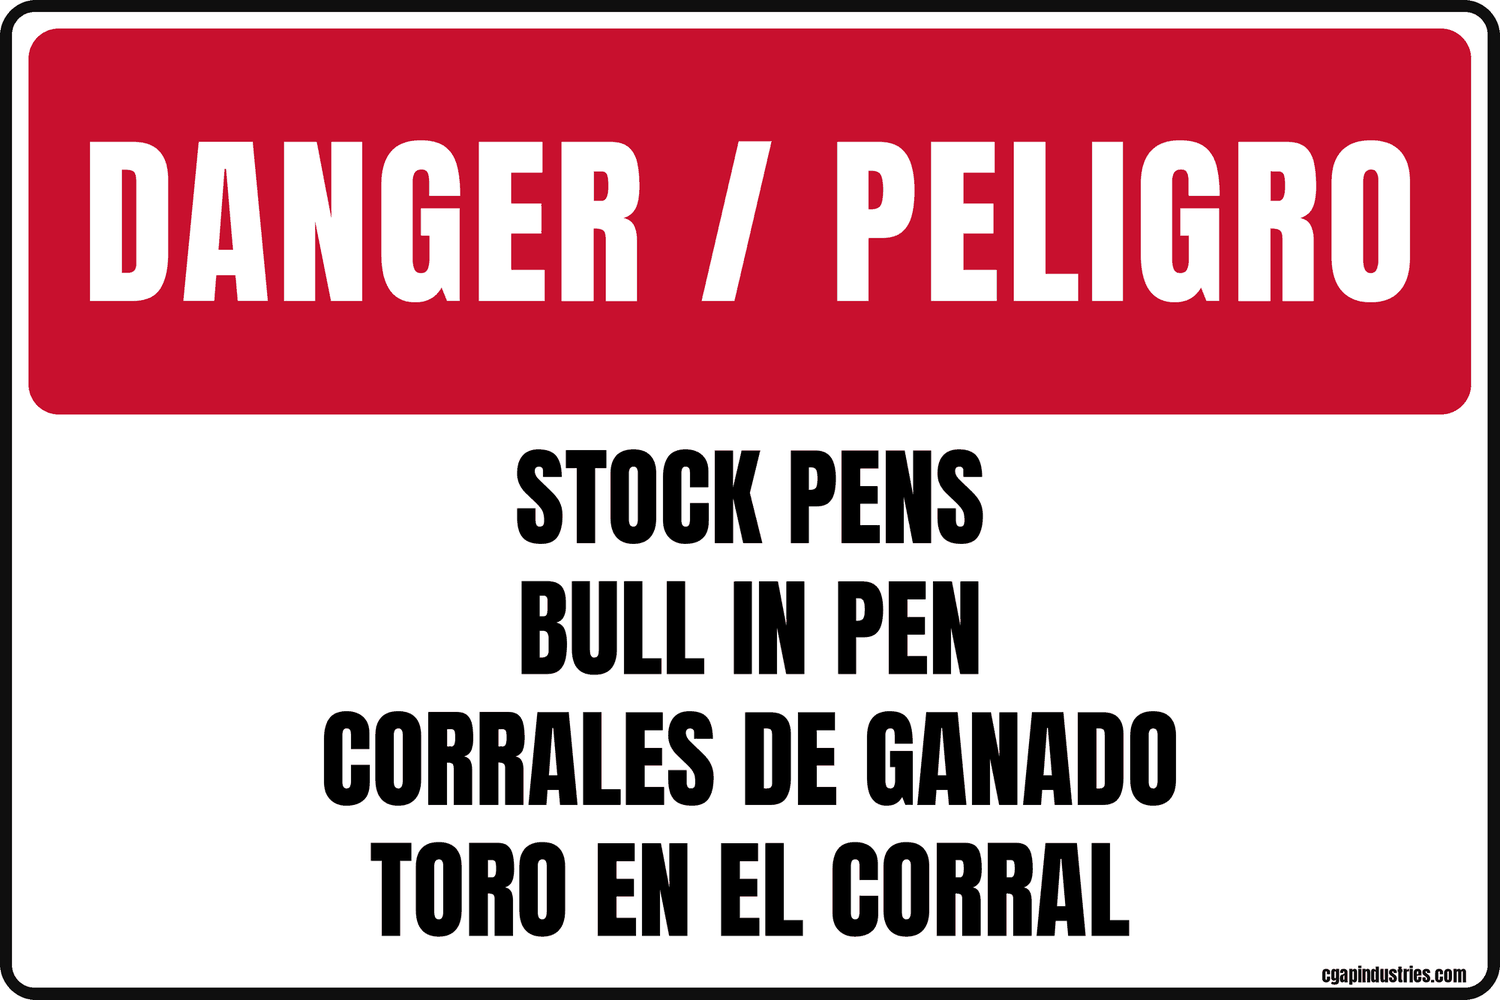 DANGER / PELIGRO
STOCK PENS
BULL IN PEN
CORRALES DE GANADO
TORO EN EL CORRAL
cgapindustries.com